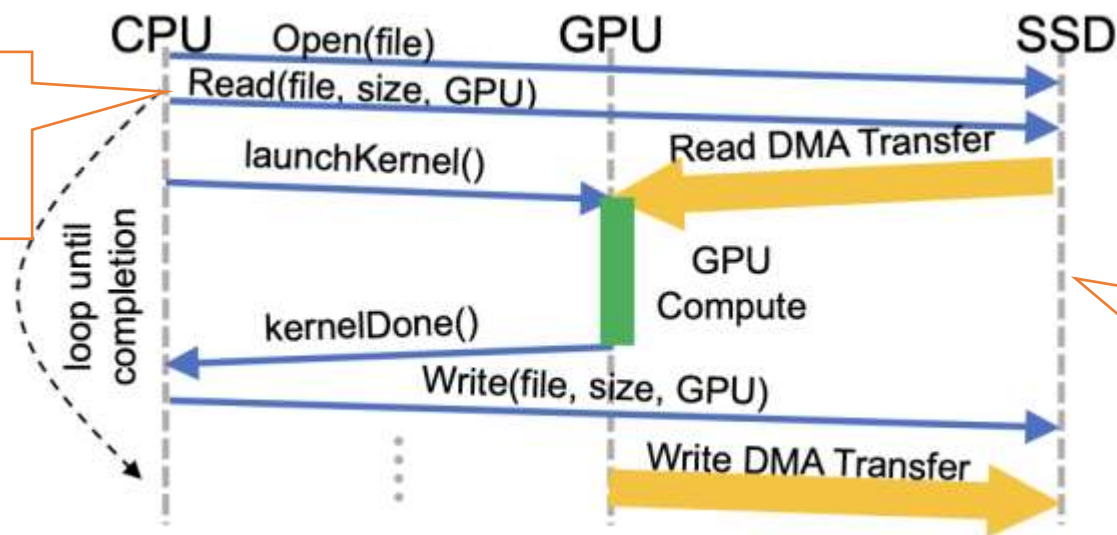 CPU
GPU
SSD
Open(file)
Read(file, size, GPU)
Read DMA Transfer
launchKernel()
loop until
completion
GPU
Compute
kernelDone()
Write(file, size, GPU)
Write DMA Transfer